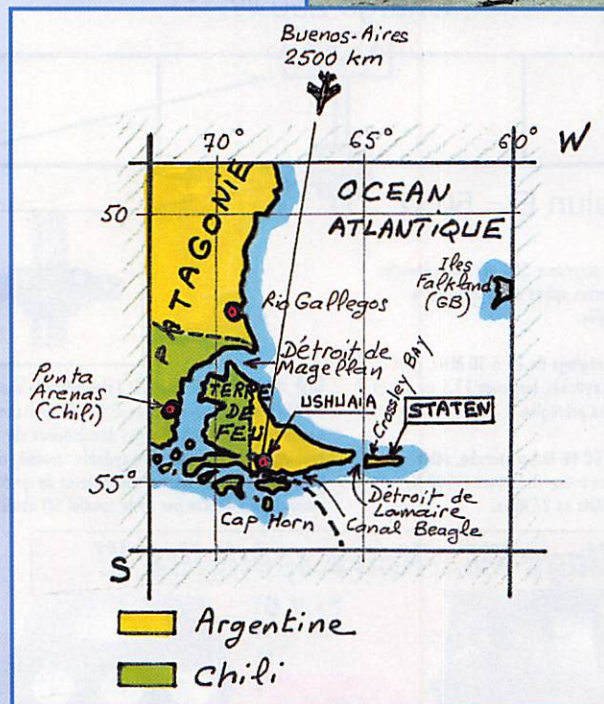 Buenos-Aires
2500 km
70°
65°
60°
W
50
PATAGONIE
OCEAN
ATLANTIQUE
Iles
Falkland
(GB)
Rio Gallegos
Détroit de
Magellan
Punta
Arenas
(Chili)
TERRE
DE
FEU
USHUAIA
Crossley BAY
STATEN
55°
Cap Horn
Détroit de
Lamaire
Canal Beagle
S
Argentine
Chili